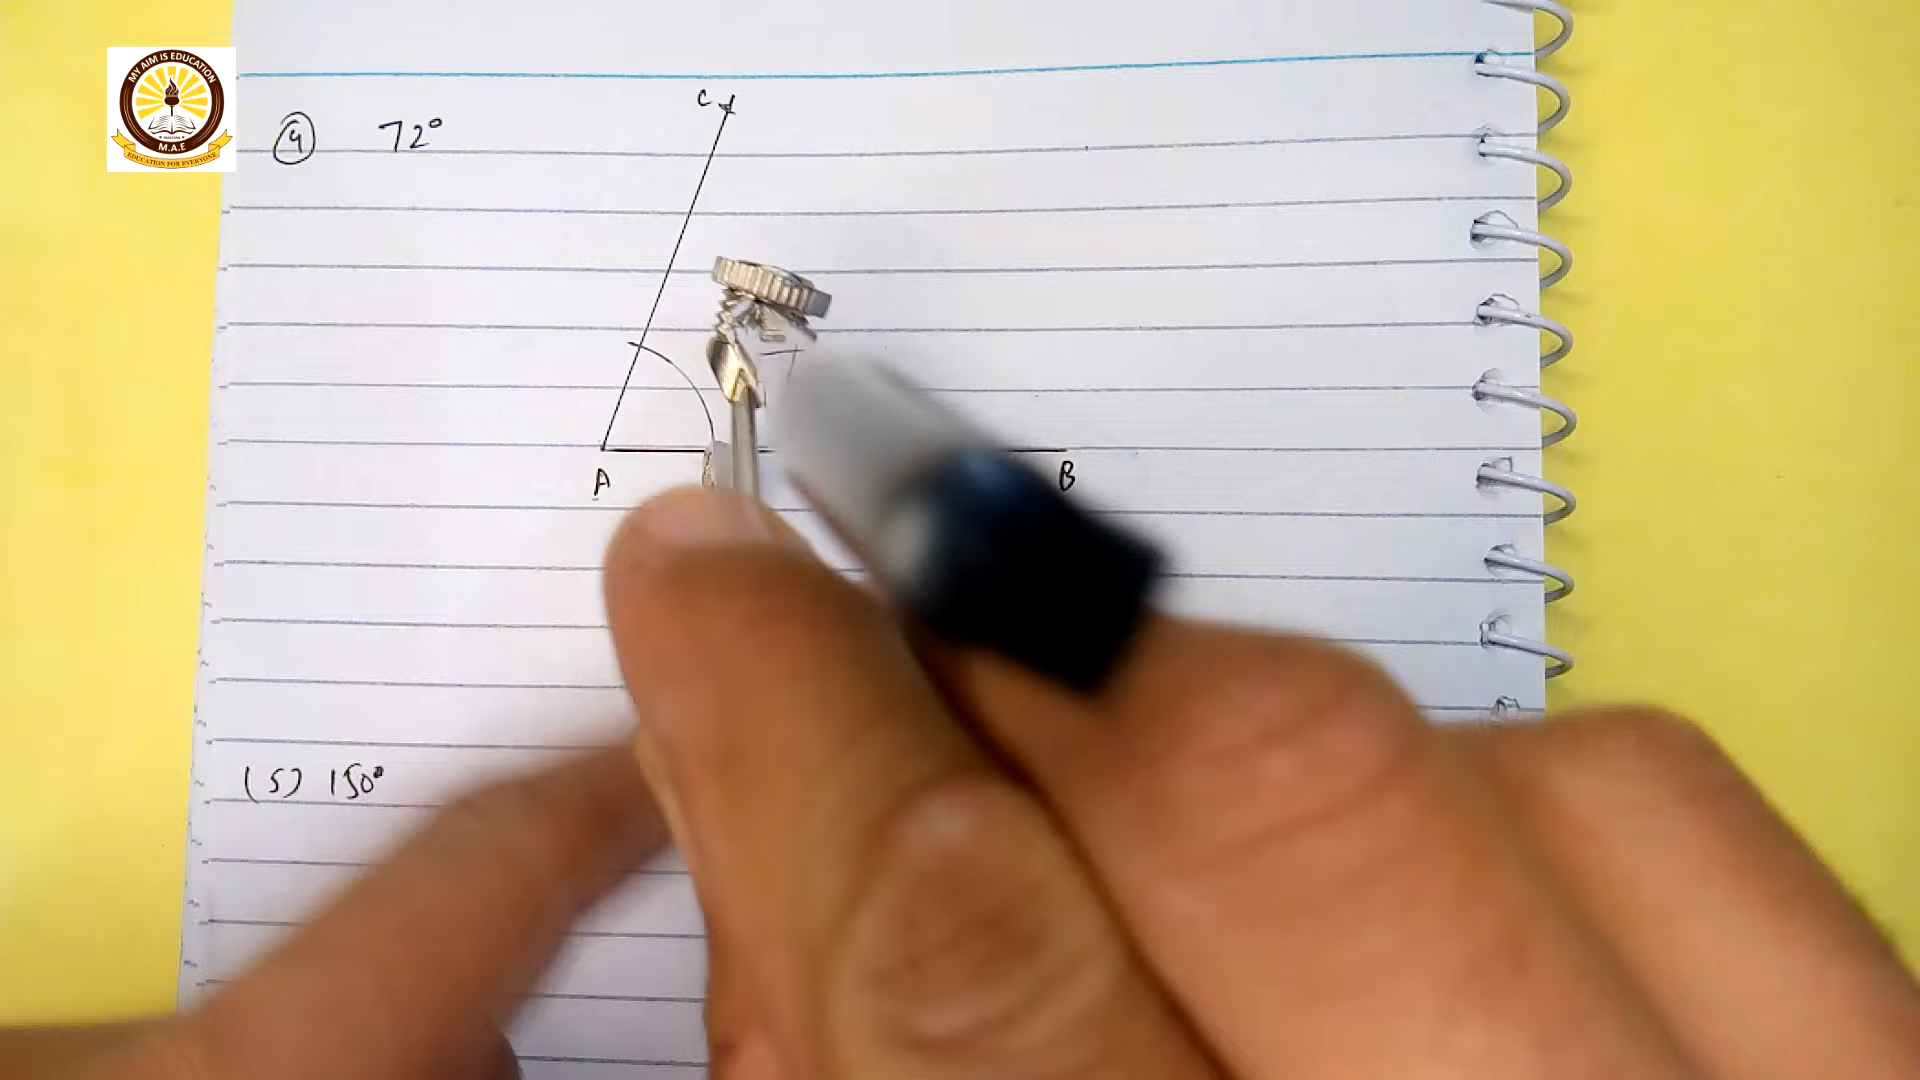 MY AIM IS EDUCATION
M.A.E
EDUCATION FOR EVERYONE
4 72°
C
A B
(5) 150°